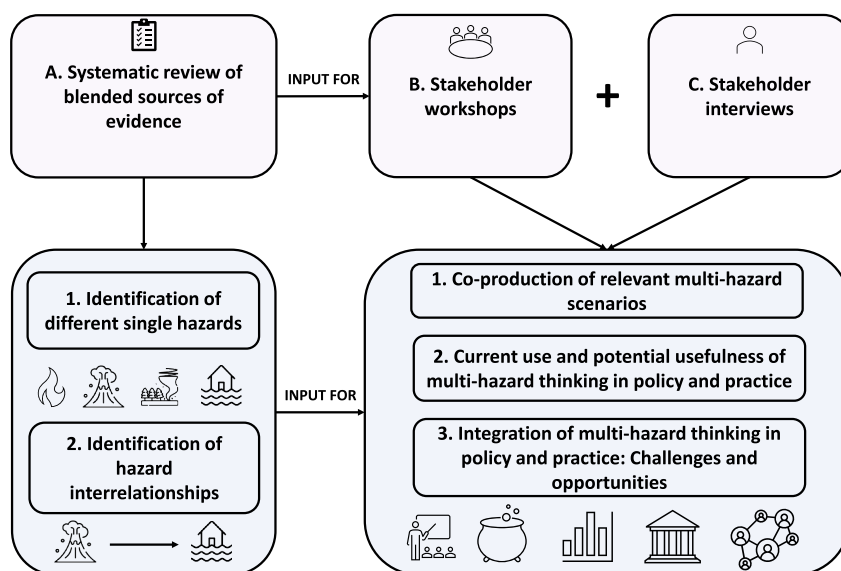 A. Systematic review of
blended sources of
evidence
INPUT FOR
B. Stakeholder
workshops
+
C. Stakeholder
interviews
1. Identification of
different single hazards
2. Identification of
hazard
interrelationships
INPUT FOR
1. Co-production of relevant multi-hazard
scenarios
2. Current use and potential usefulness of
multi-hazard thinking in policy and practice
3. Integration of multi-hazard thinking in
policy and practice: Challenges and
opportunities